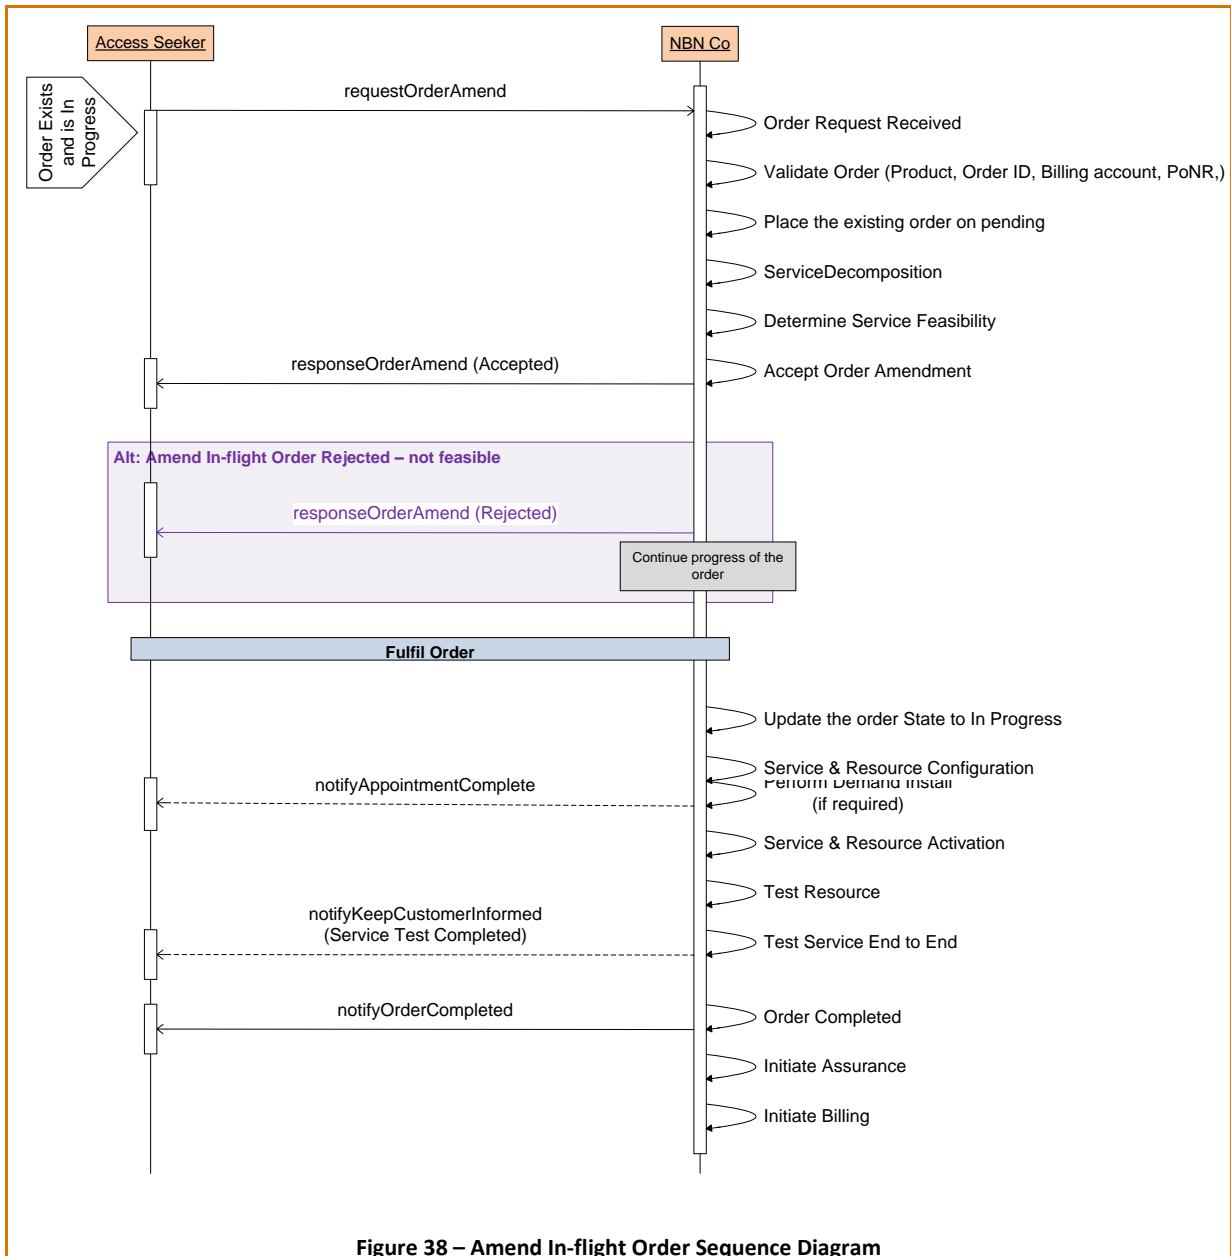 Access Seeker
NBN Co
Order Exists
and is In
Progress
requestOrderAmend
Order Request Received
Validate Order (Product, Order ID, Billing account, PoNR,)
Place the existing order on pending
ServiceDecomposition
Determine Service Feasibility
responseOrderAmend (Accepted)
Accept Order Amendment
Alt: Amend In-flight Order Rejected – not feasible
responseOrderAmend (Rejected)
Continue progress of the
order
Fulfil Order
Update the order State to In Progress
Service & Resource Configuration
notifyAppointmentComplete
Perform Demand Install
(if required)
Service & Resource Activation
Test Resource
notifyKeepCustomerInformed
(Service Test Completed)
Test Service End to End
notifyOrderCompleted
Order Completed
Initiate Assurance
Initiate Billing
Figure 38 – Amend In-flight Order Sequence Diagram